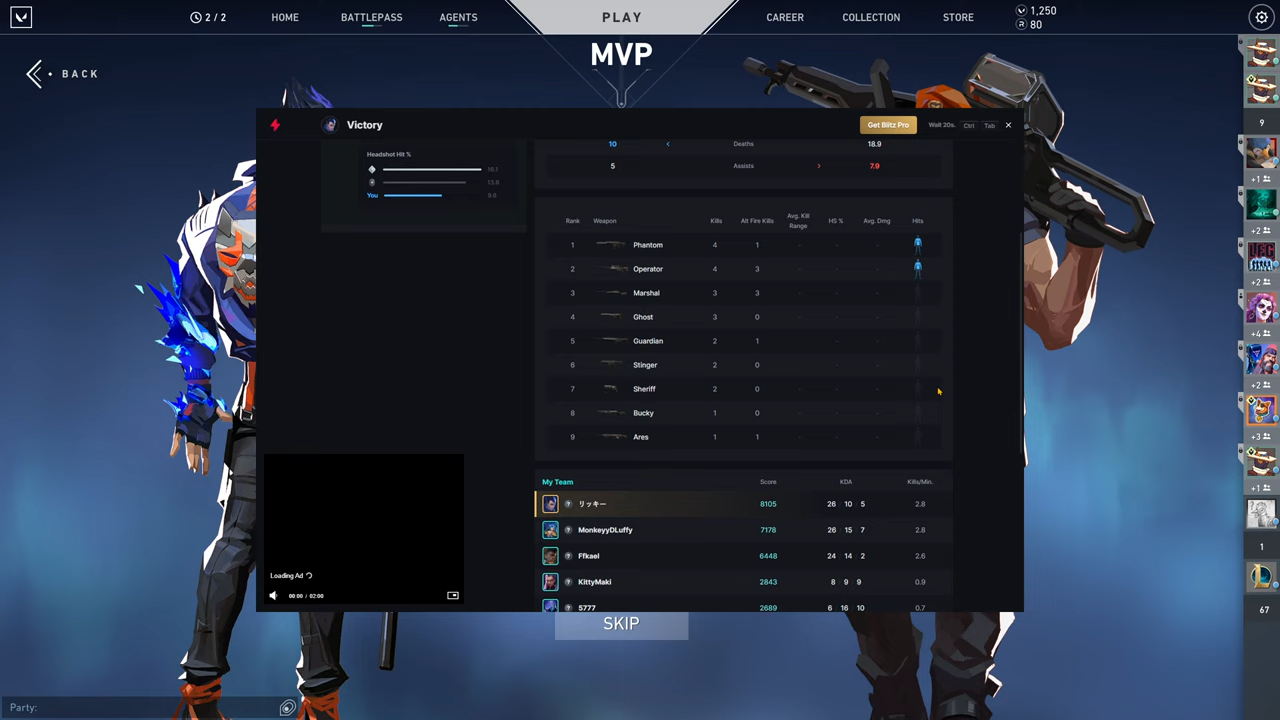 2 / 2
HOME
BATTLEPASS
AGENTS
PLAY
CAREER
COLLECTION
STORE
1,250
R 80
BACK
MVP
Victory
Get Blitz Pro
Wait 20s.
Ctrl
Tab
Headshot Hit %
You
10
Deaths
18.9
5
Assists
7.9
Rank Weapon Kills Alt Fire Kills Avg. Kill Range HS % Avg. Dmg Hits
1 Phantom 4 1 - - -
2 Operator 4 3 - - -
3 Marshal 3 3 - - -
4 Ghost 3 0 - - -
5 Guardian 2 1 - - -
6 Stinger 2 0 - - -
7 Sheriff 2 0 - - -
8 Bucky 1 0 - - -
9 Ares 1 1 - - -
My Team Score KDA Kills/Min.
? リッキー 8105 26 10 5 2.8
? MonkeyyDLuffy 7178 26 15 7 2.8
? Ffkael 6448 24 14 2 2.6
? KittyMaki 2843 8 9 9 0.9
? 5777 2689 6 16 10 0.7
Loading Ad
00:00 / 02:00
SKIP
Party:
9
+1
+2
+2
+4
+2
+3
+1
1
67